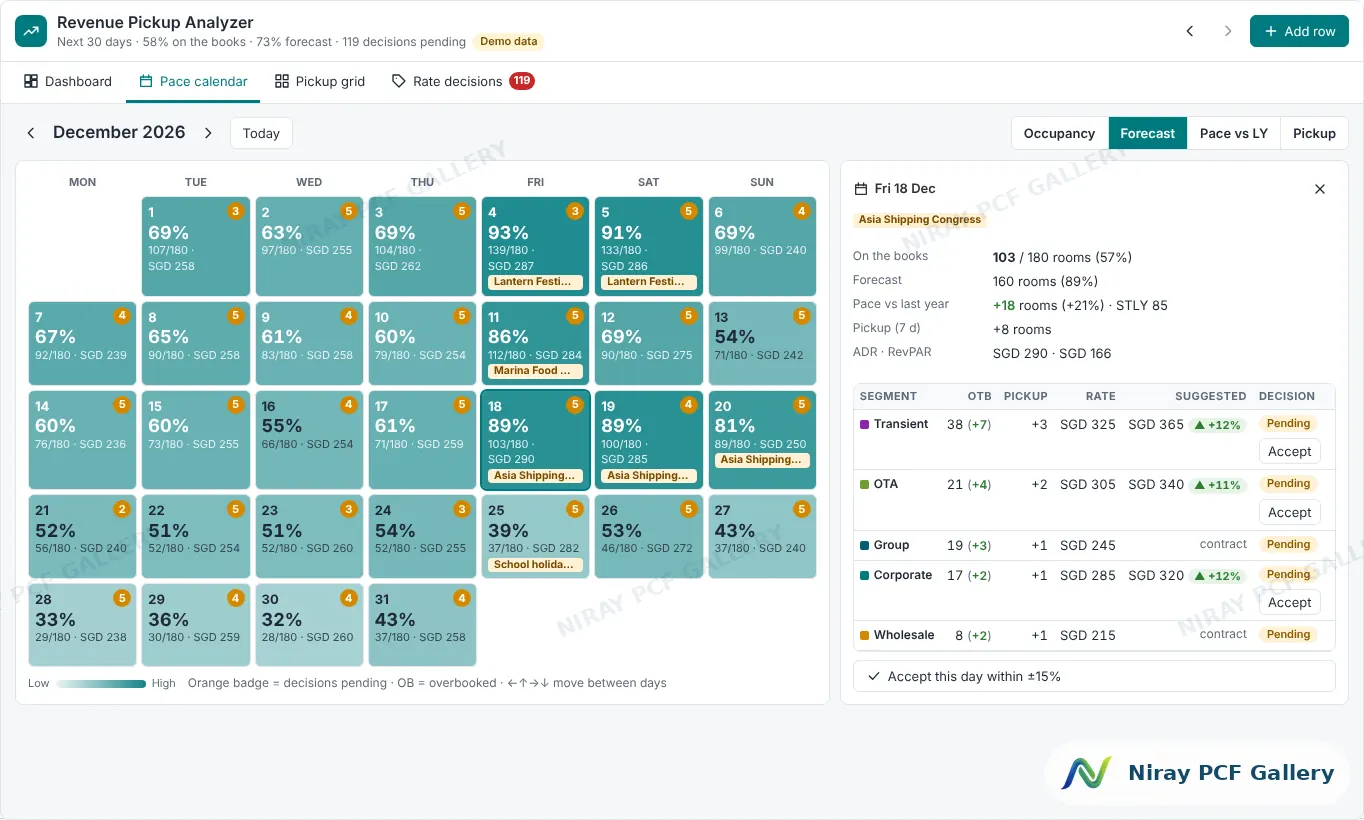 Revenue Pickup Analyzer
Next 30 days · 58% on the books · 73% forecast · 119 decisions pending Demo data
Add row
Dashboard Pace calendar Pickup grid Rate decisions 119
December 2026 Today
Occupancy Forecast Pace vs LY Pickup
MON TUE WED THU FRI SAT SUN
1 3
69%
107/180 ·
SGD 258
2 5
63%
97/180 · SGD 255
3 5
69%
104/180 ·
SGD 262
4 3
93%
139/180 ·
SGD 287
Lantern Festi...
5 5
91%
133/180 ·
SGD 286
Lantern Festi...
6 4
69%
99/180 · SGD 240
7 4
67%
92/180 · SGD 239
8 5
65%
90/180 · SGD 258
9 4
61%
83/180 · SGD 258
10 5
60%
79/180 · SGD 254
11 5
86%
112/180 · SGD 284
Marina Food ...
12 5
69%
90/180 · SGD 275
13 5
54%
71/180 · SGD 242
14 5
60%
76/180 · SGD 236
15 5
60%
73/180 · SGD 255
16 4
55%
66/180 · SGD 254
17 5
61%
71/180 · SGD 259
18 5
89%
103/180 ·
SGD 290
Asia Shipping...
19 4
89%
100/180 ·
SGD 285
Asia Shipping...
20 5
81%
89/180 · SGD 250
Asia Shipping...
21 2
52%
56/180 · SGD 240
22 5
51%
52/180 · SGD 254
23 3
51%
52/180 · SGD 260
24 3
54%
52/180 · SGD 255
25 5
39%
37/180 · SGD 282
School holida...
26 5
53%
46/180 · SGD 272
27 5
43%
37/180 · SGD 240
28 5
33%
29/180 · SGD 238
29 4
36%
30/180 · SGD 259
30 4
32%
28/180 · SGD 260
31 4
43%
37/180 · SGD 258
Low High Orange badge = decisions pending · OB = overbooked · ←↑→↓ move between days
Fri 18 Dec
Asia Shipping Congress
On the books 103 / 180 rooms (57%)
Forecast 160 rooms (89%)
Pace vs last year +18 rooms (+21%) · STLY 85
Pickup (7 d) +8 rooms
ADR · RevPAR SGD 290 · SGD 166
SEGMENT OTB PICKUP RATE SUGGESTED DECISION
Transient 38 (+7) +3 SGD 325 SGD 365 ▲ +12% Pending
Accept
OTA 21 (+4) +2 SGD 305 SGD 340 ▲ +11% Pending
Accept
Group 19 (+3) +1 SGD 245 contract Pending
Corporate 17 (+2) +1 SGD 285 SGD 320 ▲ +12% Pending
Accept
Wholesale 8 (+2) +1 SGD 215 contract Pending
Accept this day within ±15%
NIRAY PCF GALLERY
NIRAY PCF GALLERY
NIRAY PCF GALLERY
NIRAY PCF GALLERY
NIRAY PCF GALLERY
Niray PCF Gallery